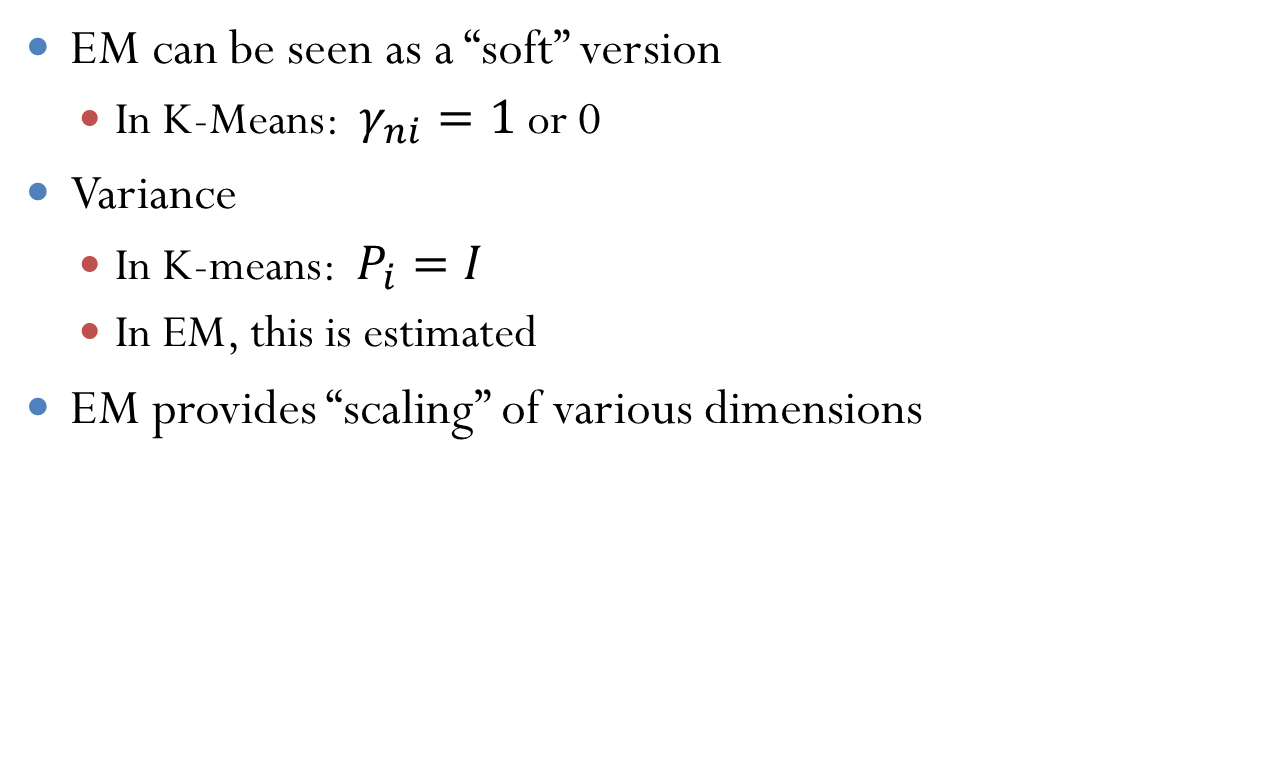 • EM can be seen as a “soft” version
• In K-Means: γₙᵢ = 1 or 0
• Variance
• In K-means: Pᵢ = I
• In EM, this is estimated
• EM provides “scaling” of various dimensions